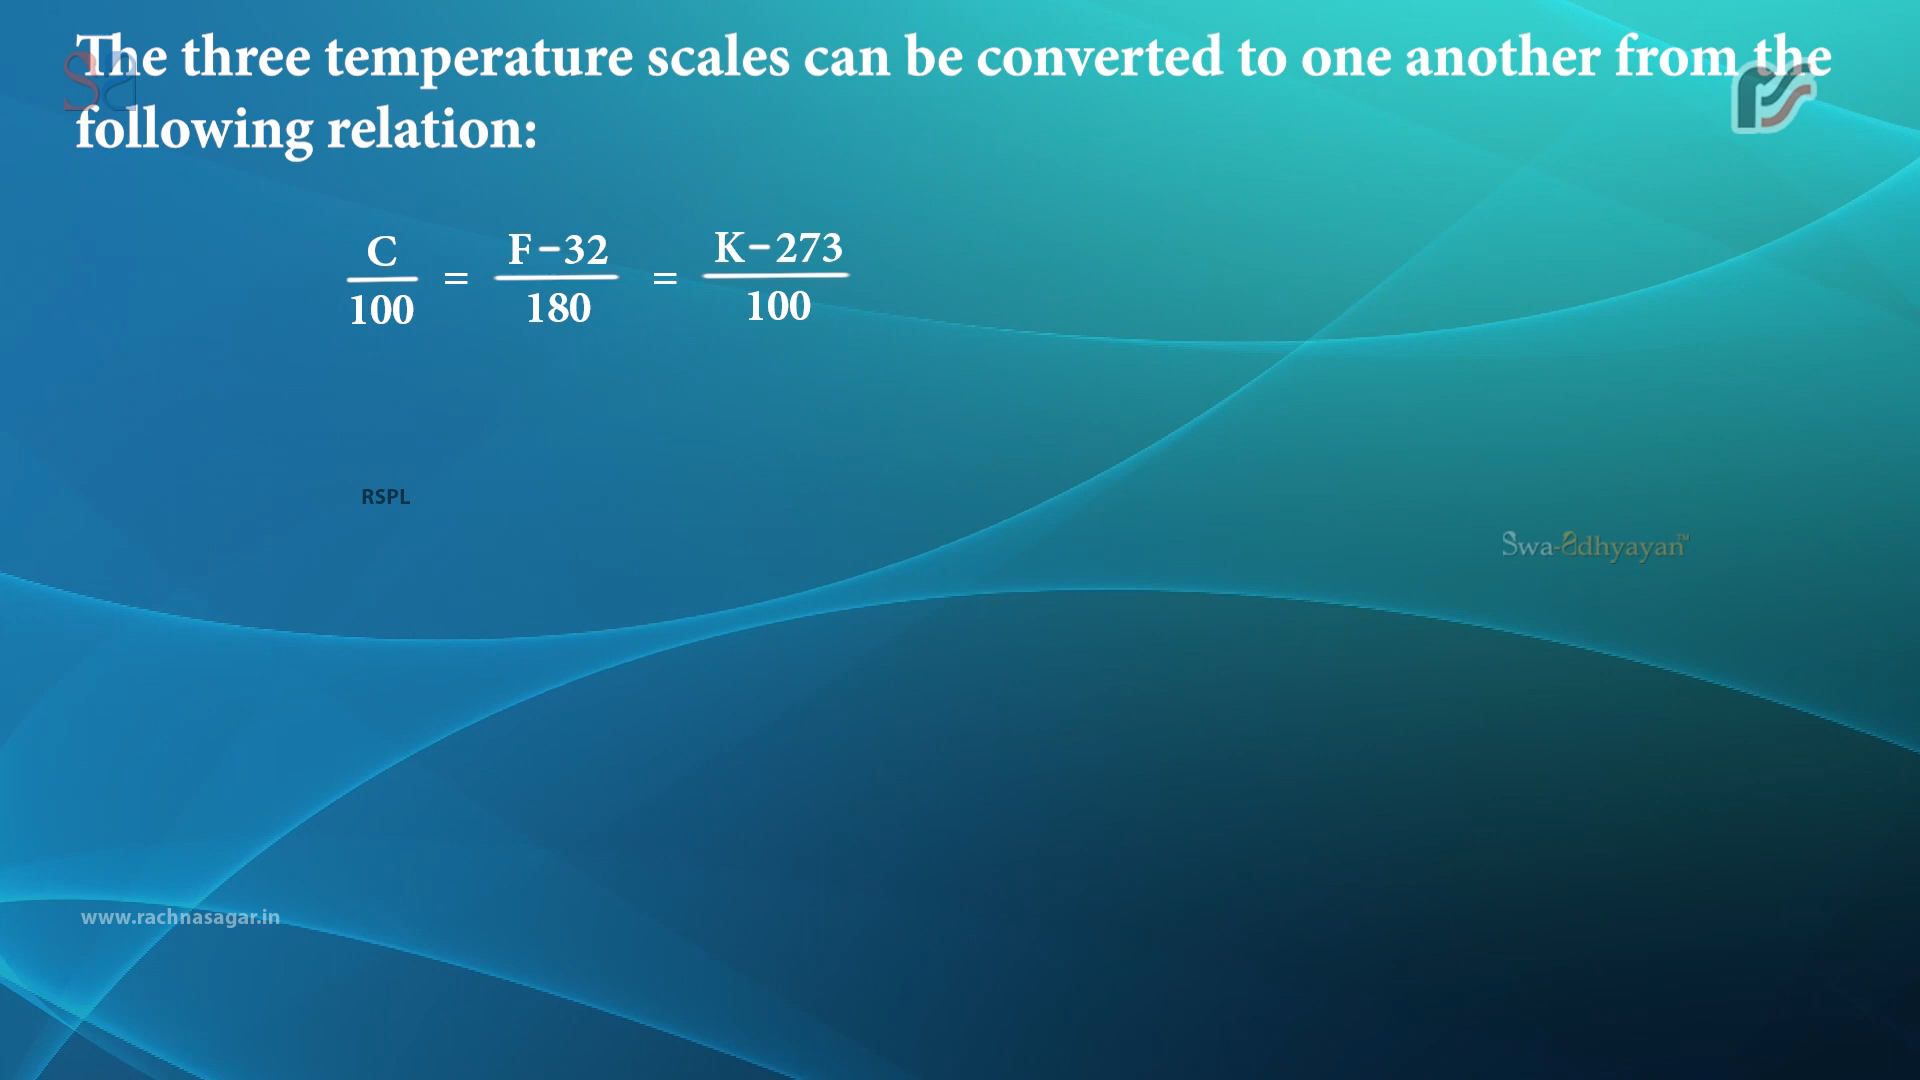 The three temperature scales can be converted to one another from the
following relation:
C/100 = F-32/180 = K-273/100
RSPL
Swa-adhyayan™
www.rachnasagar.in